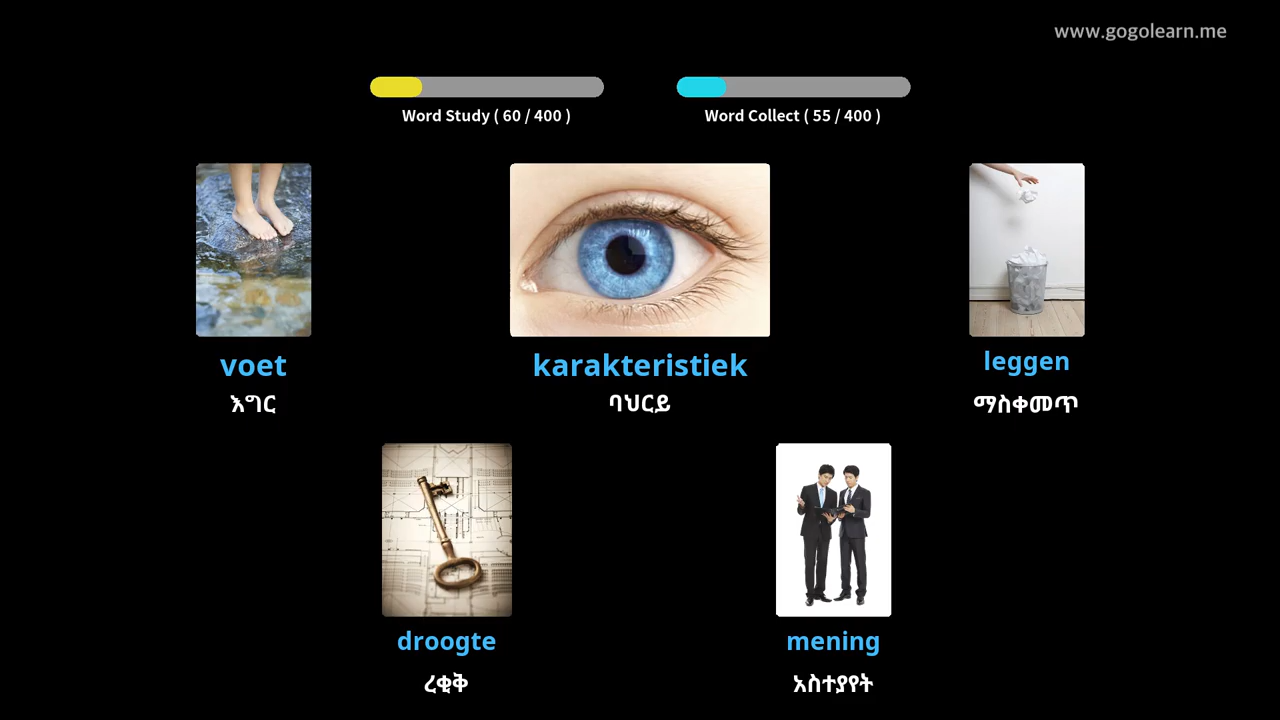 www.gogolearn.me
Word Study ( 60 / 400 )
Word Collect ( 55 / 400 )
voet
እግር
karakteristiek
ባህርይ
leggen
ማስቀመጥ
droogte
ረቂቅ
mening
አስተያየት